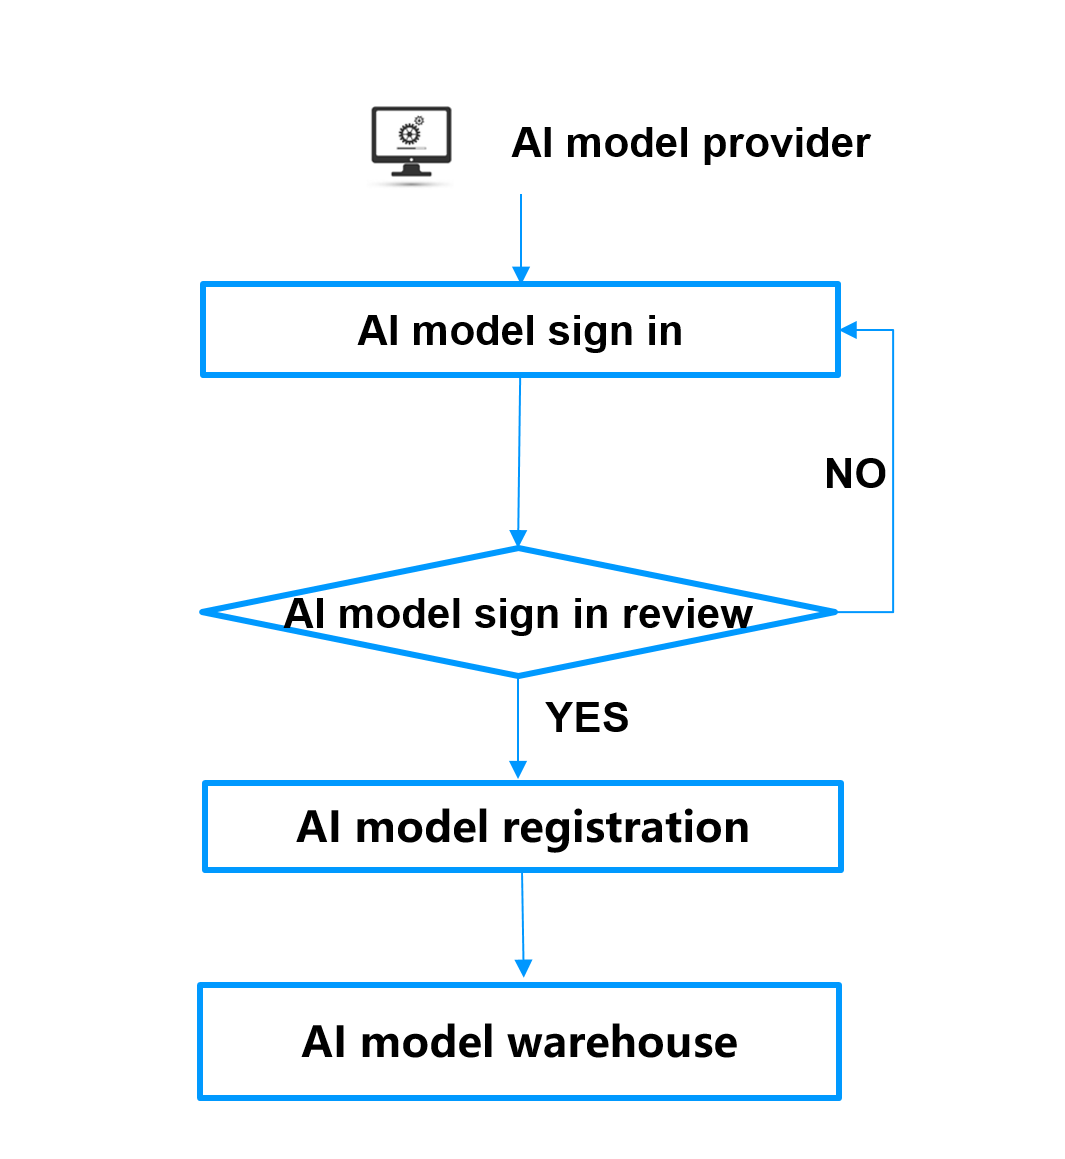 AI model provider
AI model sign in
NO
AI model sign in review
YES
AI model registration
AI model warehouse